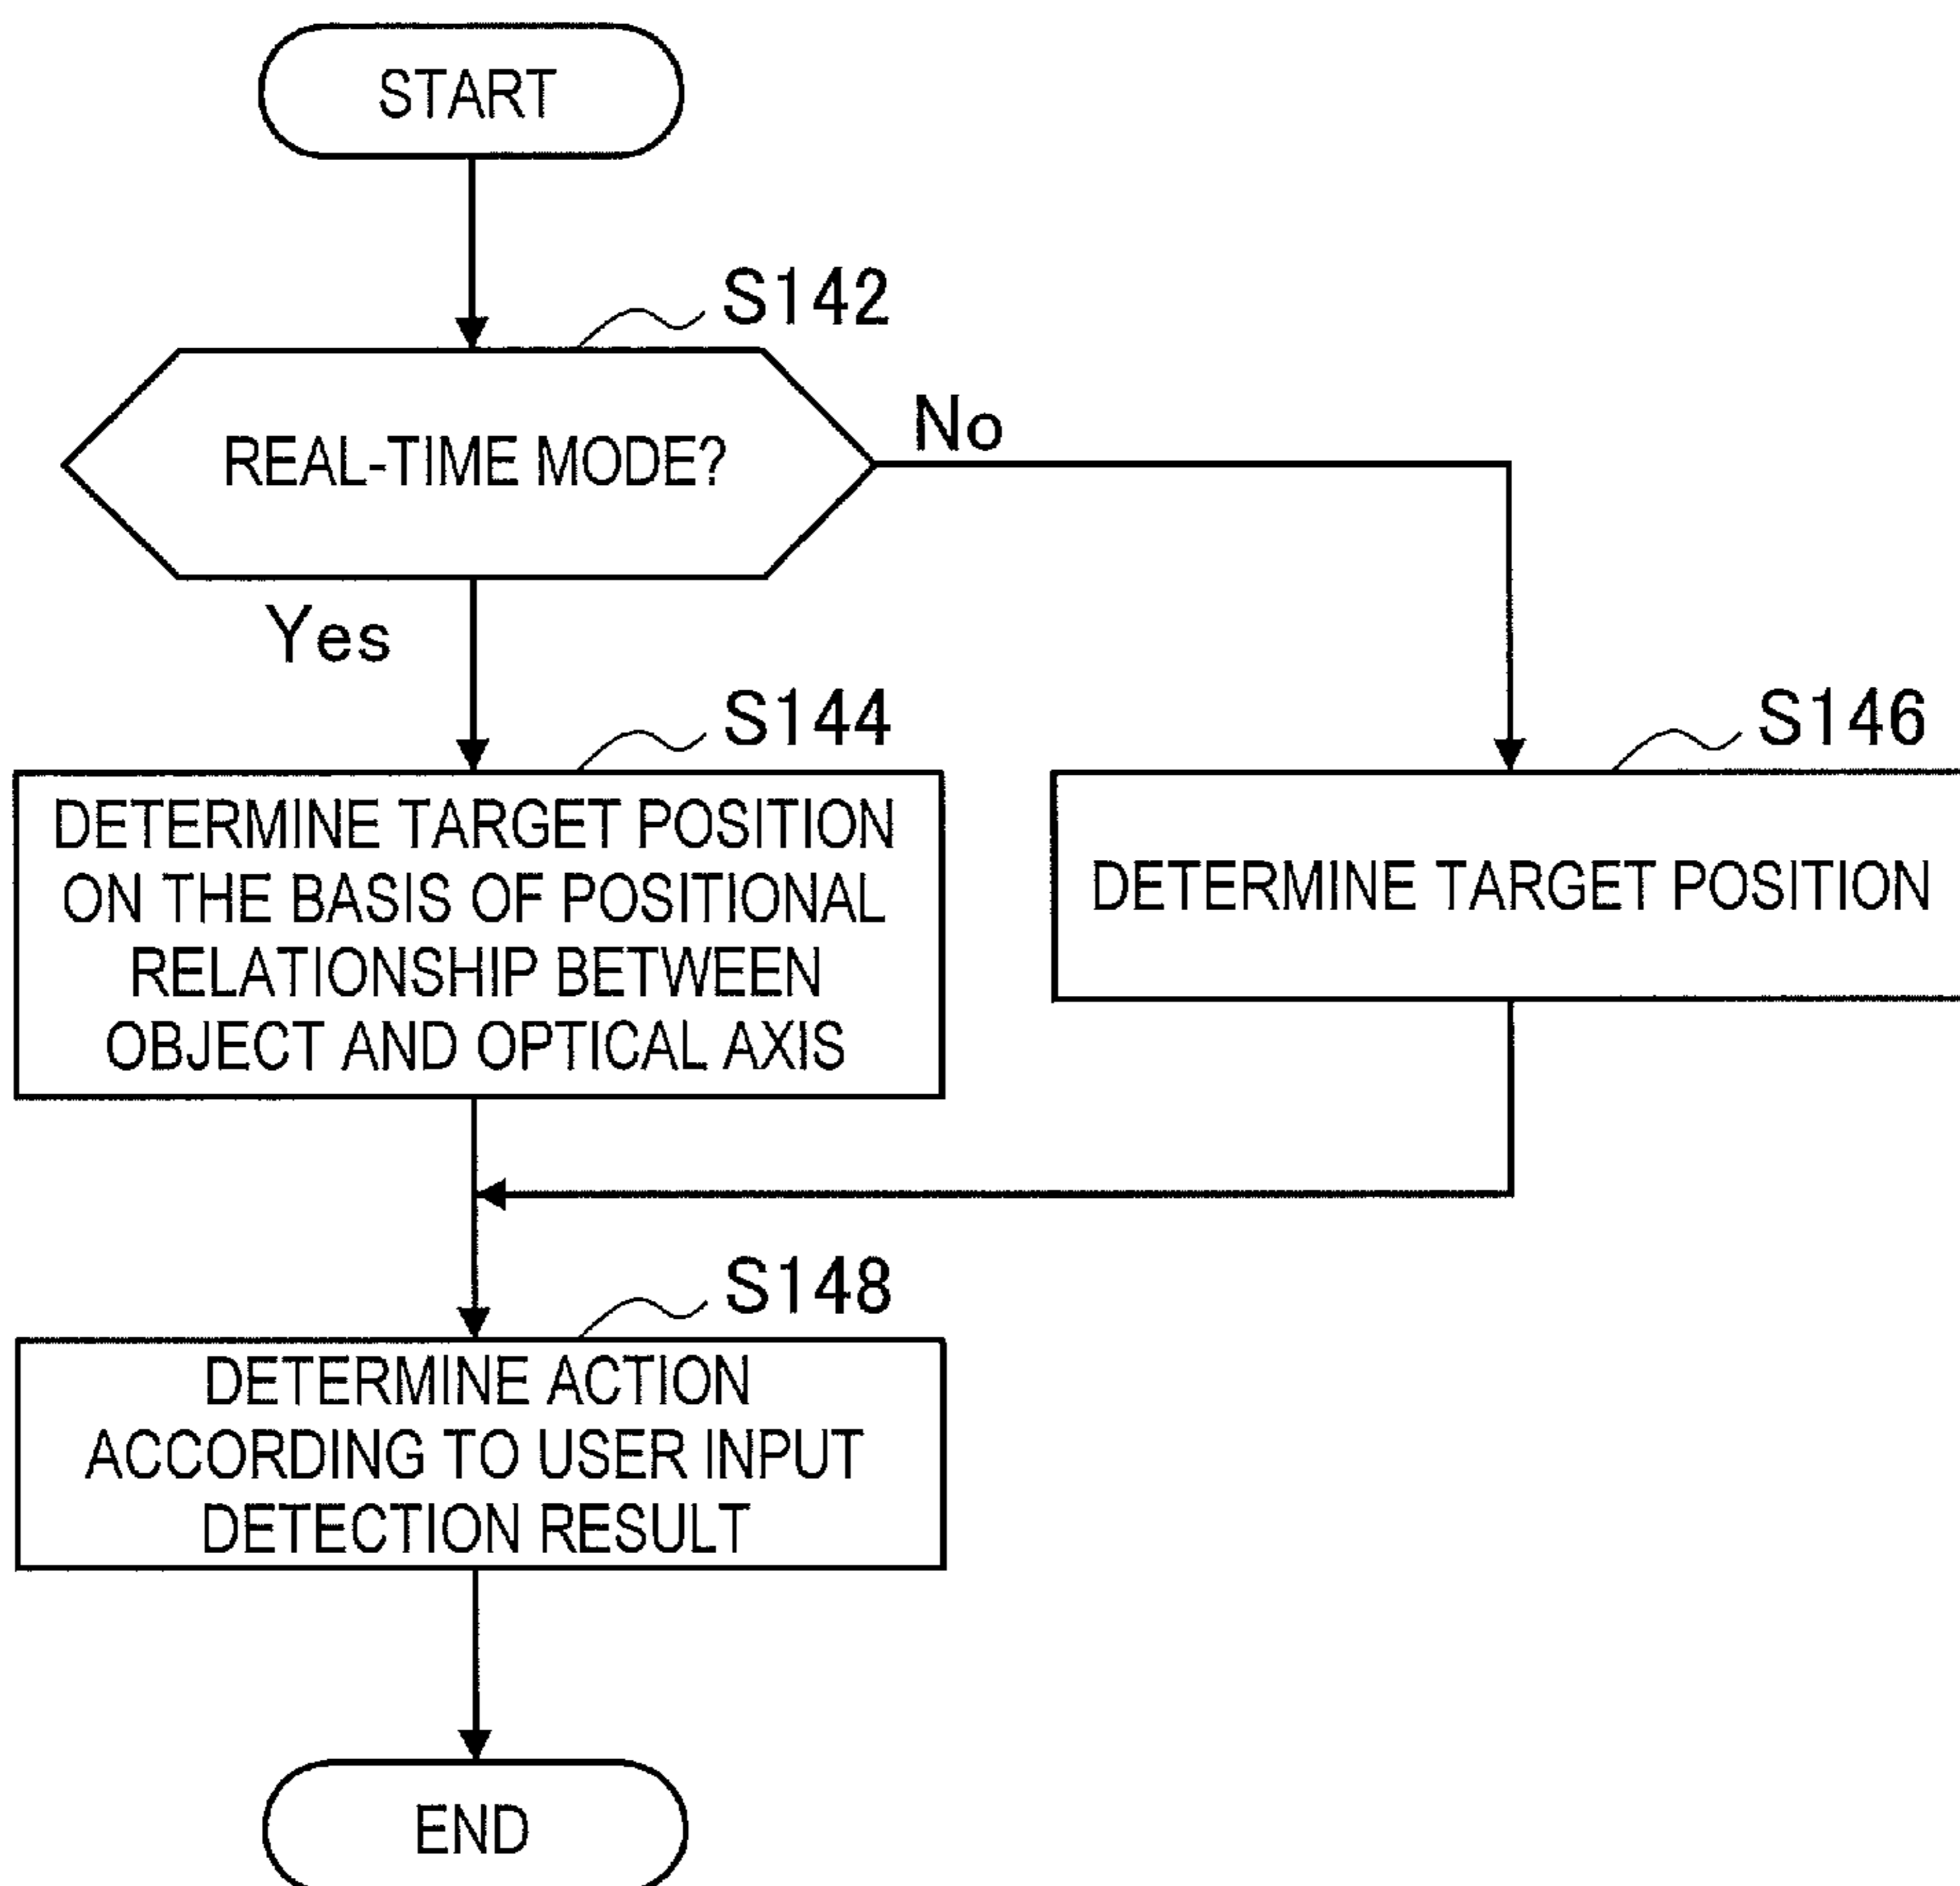 START
S142
REAL-TIME MODE?
No
Yes
S144
DETERMINE TARGET POSITION
ON THE BASIS OF POSITIONAL
RELATIONSHIP BETWEEN
OBJECT AND OPTICAL AXIS
S146
DETERMINE TARGET POSITION
S148
DETERMINE ACTION
ACCORDING TO USER INPUT
DETECTION RESULT
END